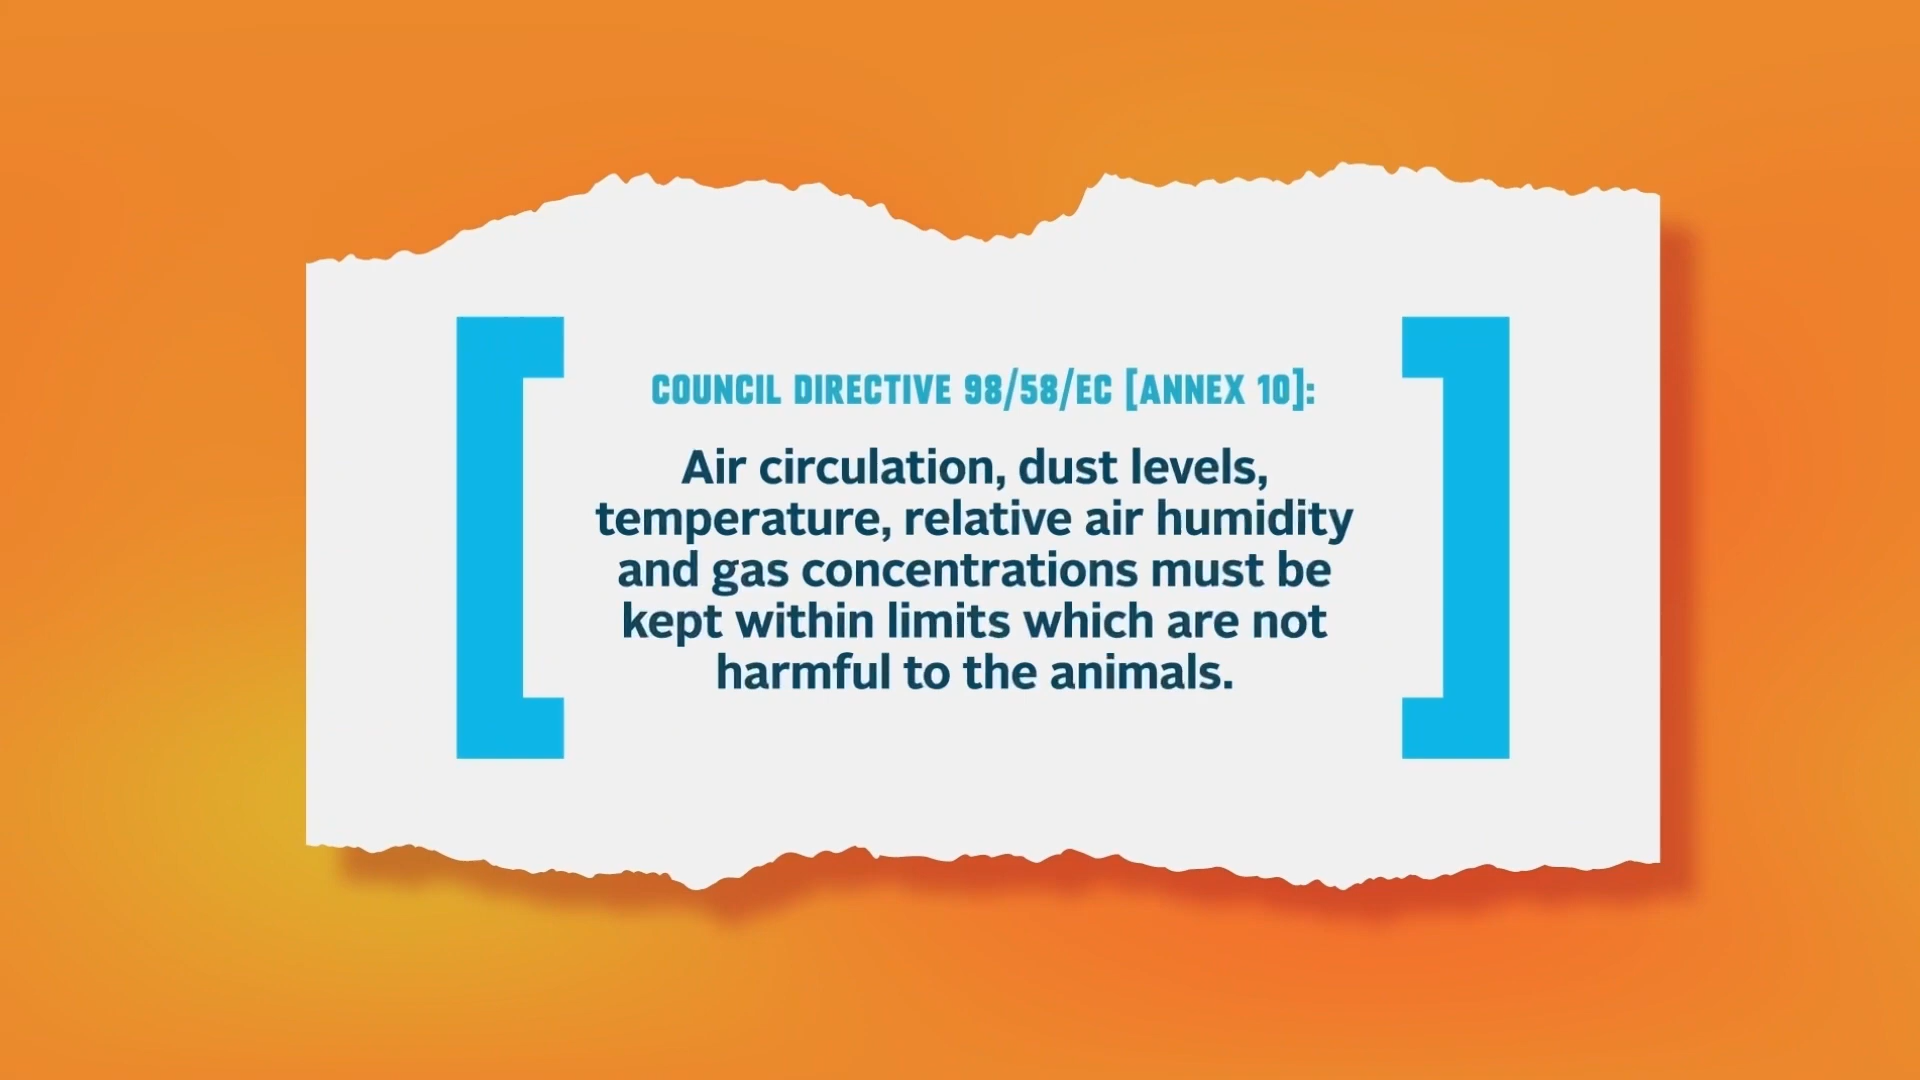 COUNCIL DIRECTIVE 98/58/EC [ANNEX 10]:
Air circulation, dust levels,
temperature, relative air humidity
and gas concentrations must be
kept within limits which are not
harmful to the animals.